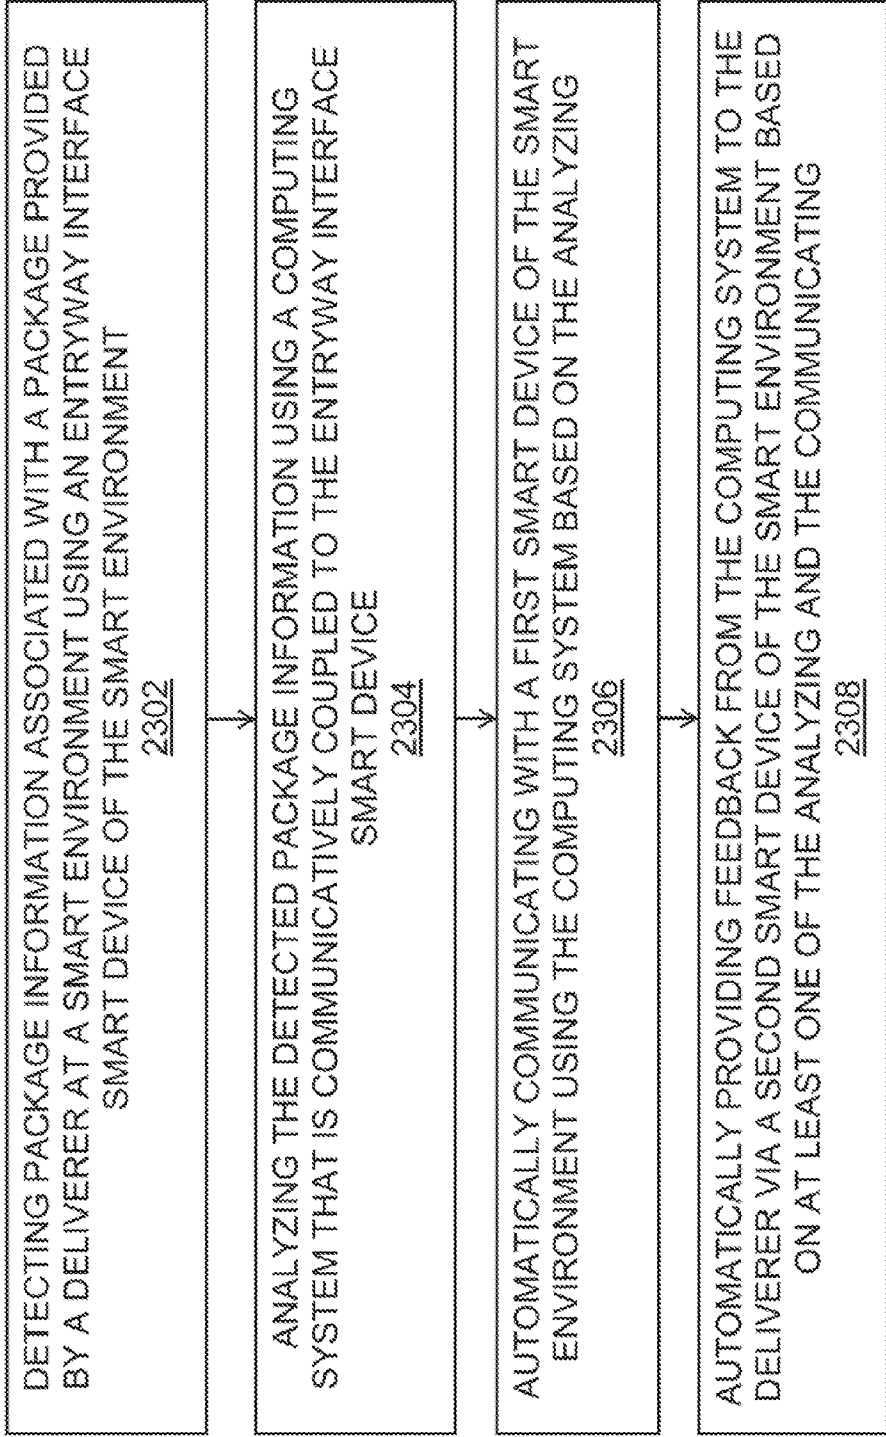 DETECTING PACKAGE INFORMATION ASSOCIATED WITH A PACKAGE PROVIDED
BY A DELIVERER AT A SMART ENVIRONMENT USING AN ENTRYWAY INTERFACE
SMART DEVICE OF THE SMART ENVIRONMENT
2302
ANALYZING THE DETECTED PACKAGE INFORMATION USING A COMPUTING
SYSTEM THAT IS COMMUNICATIVELY COUPLED TO THE ENTRYWAY INTERFACE
SMART DEVICE
2304
AUTOMATICALLY COMMUNICATING WITH A FIRST SMART DEVICE OF THE SMART
ENVIRONMENT USING THE COMPUTING SYSTEM BASED ON THE ANALYZING
2306
AUTOMATICALLY PROVIDING FEEDBACK FROM THE COMPUTING SYSTEM TO THE
DELIVERER VIA A SECOND SMART DEVICE OF THE SMART ENVIRONMENT BASED
ON AT LEAST ONE OF THE ANALYZING AND THE COMMUNICATING
2308